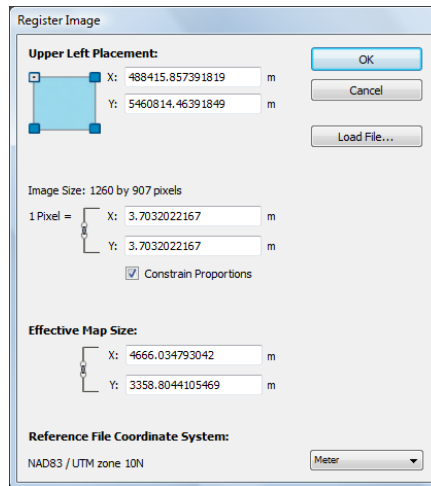 Register Image
Upper Left Placement:
X: 488415.857391819 m
Y: 5460814.46391849 m
OK
Cancel
Load File...
Image Size: 1260 by 907 pixels
1 Pixel = X: 3.7032022167 m
Y: 3.7032022167 m
Constrain Proportions
Effective Map Size:
X: 4666.034793042 m
Y: 3358.8044105469 m
Reference File Coordinate System:
NAD83 / UTM zone 10N
Meter